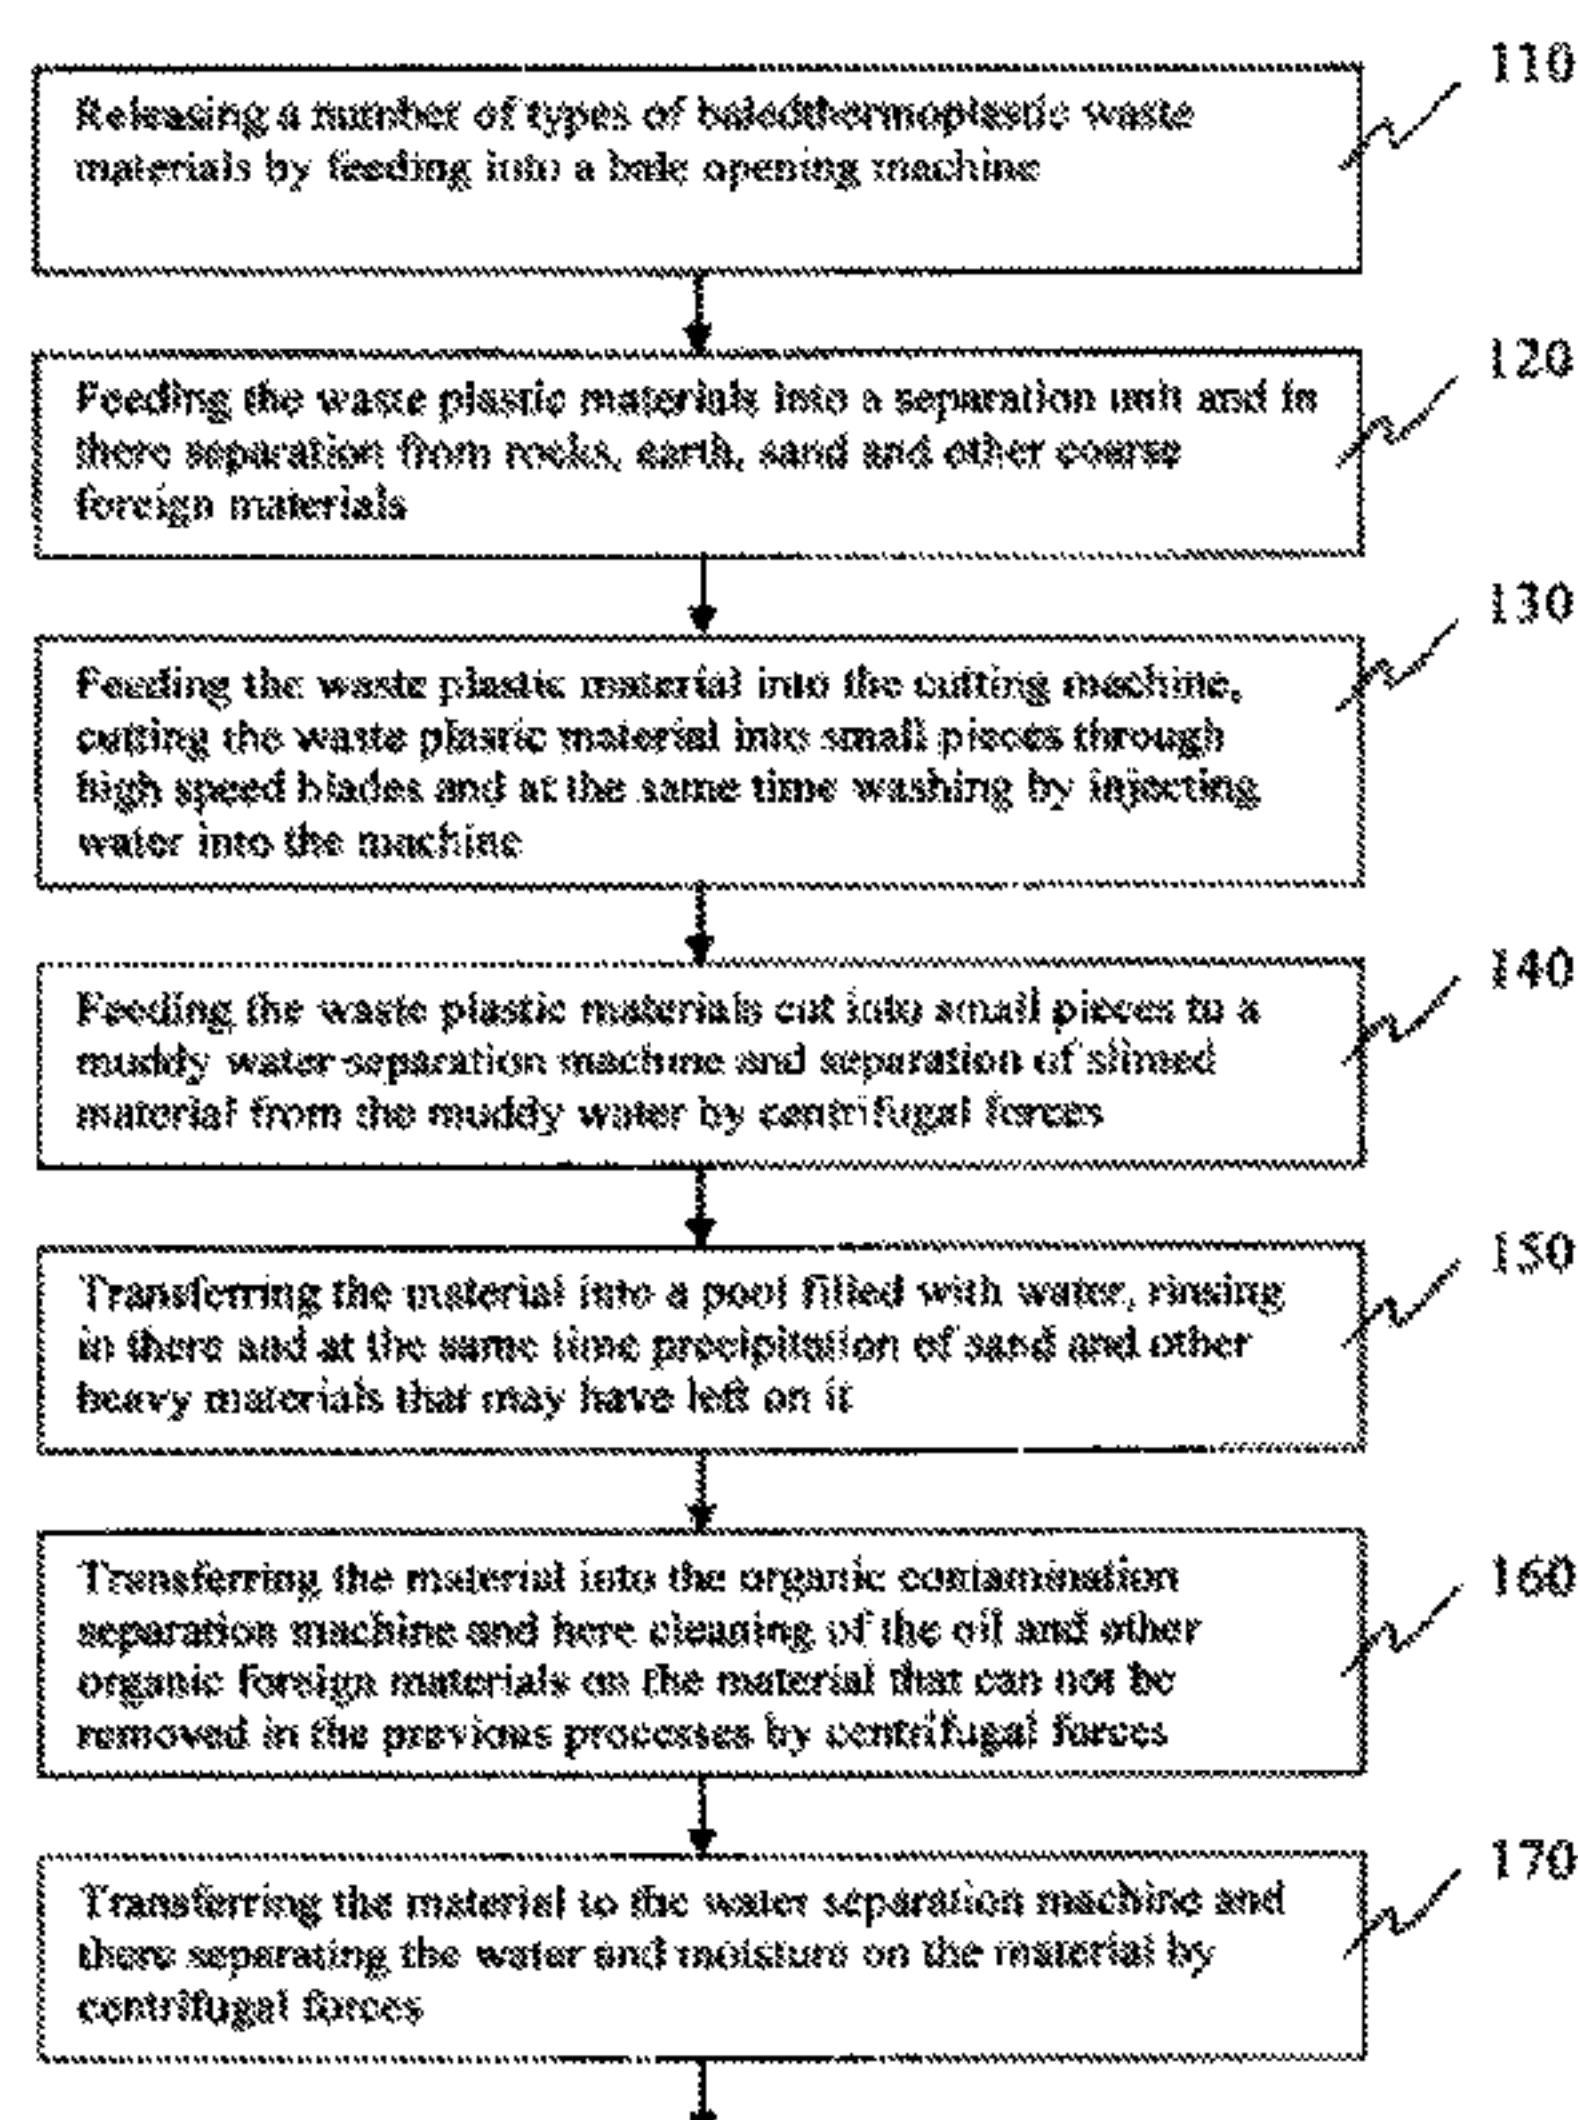 110
Releasing a number of types of baledthermoplastic waste
materials by feeding into a bale opening machine
120
Feeding the waste plastic materials into a separation unit and in
there separation from rocks, earth, sand and other coarse
foreign materials
130
Feeding the waste plastic material into the cutting machine,
cutting the waste plastic material into small pieces through
high speed blades and at the same time washing by injecting
water into the machine
140
Feeding the waste plastic materials cut into small pieces to a
muddy water separation machine and separation of slimed
material from the muddy water by centrifugal forces
150
Transferring the material into a pool filled with water, rinsing
in there and at the same time precipitation of sand and other
heavy materials that may have left on it
160
Transferring the material into the organic contamination
separation machine and here cleaning of the oil and other
organic foreign materials on the material that can not be
removed in the previous processes by centrifugal forces
170
Transferring the material to the water separation machine and
there separating the water and moisture on the material by
centrifugal forces